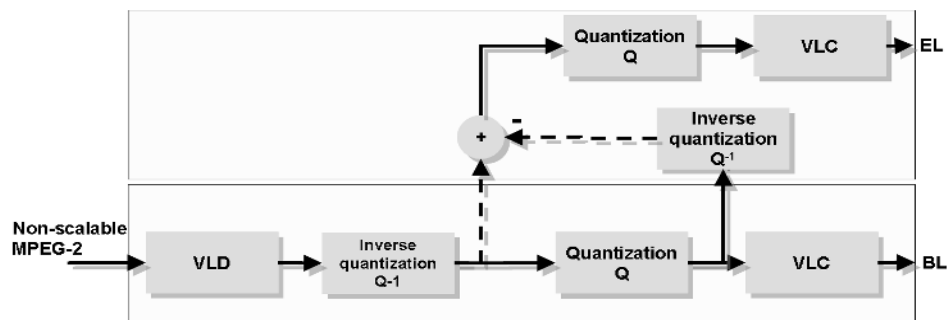 Quantization
Q
VLC
EL
-
+
Inverse
quantization
Q-1
Non-scalable
MPEG-2
VLD
Inverse
quantization
Q-1
Quantization
Q
VLC
BL